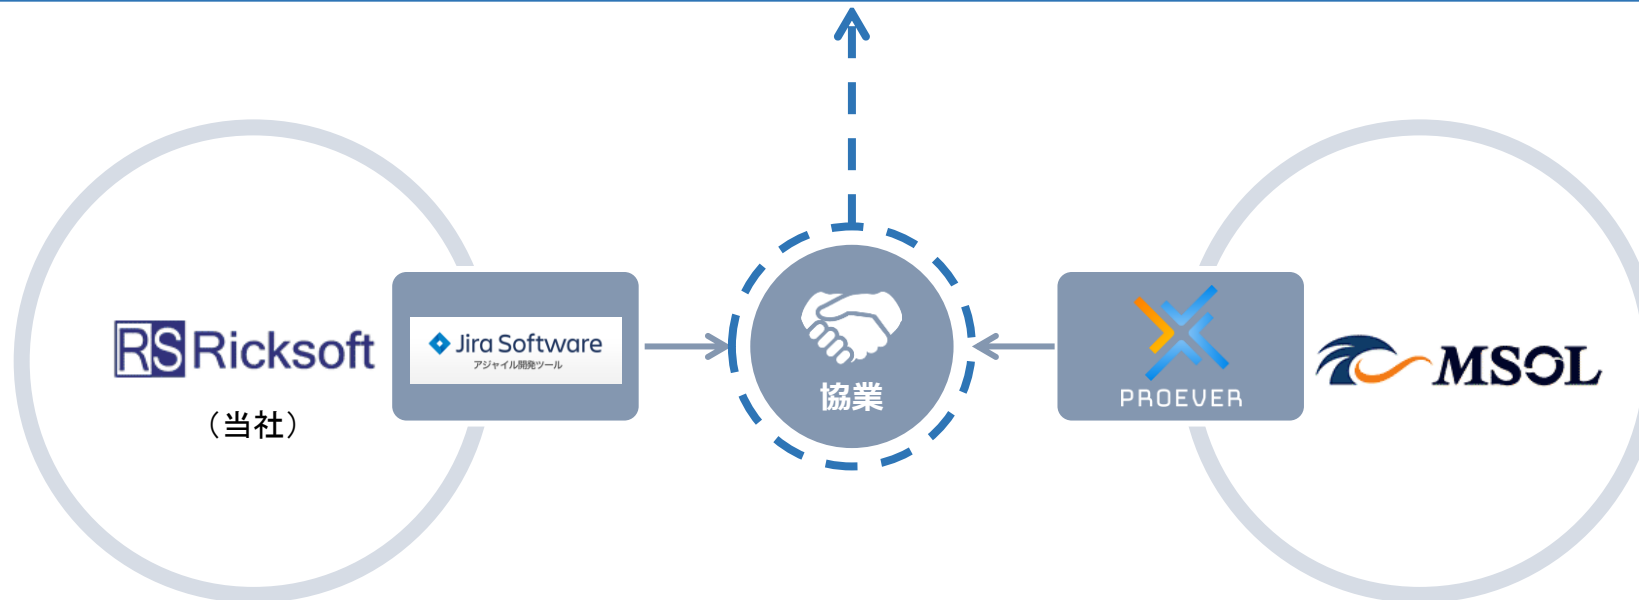 RS Ricksoft
(当社)
Jira Software
アジャイル開発ツール
協業
PROEVER
MSOL